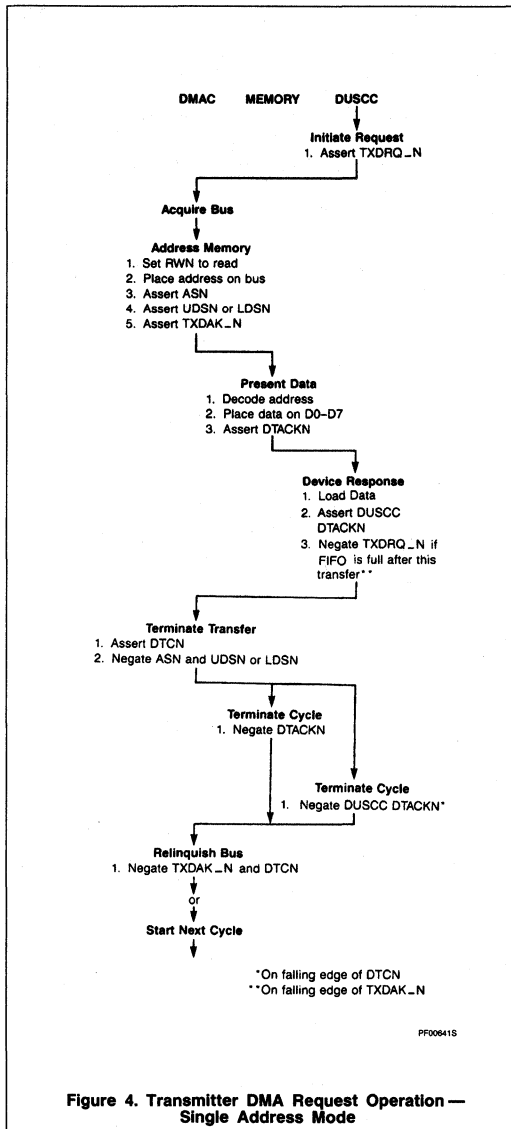 DMAC MEMORY DUSCC
Initiate Request
1. Assert TXDRQ_N
Acquire Bus
Address Memory
1. Set RWN to read
2. Place address on bus
3. Assert ASN
4. Assert UDSN or LDSN
5. Assert TXDAK_N
Present Data
1. Decode address
2. Place data on D0–D7
3. Assert DTACKN
Device Response
1. Load Data
2. Assert DUSCC
DTACKN
3. Negate TXDRQ_N if
FIFO is full after this
transfer**
Terminate Transfer
1. Assert DTCN
2. Negate ASN and UDSN or LDSN
Terminate Cycle
1. Negate DTACKN
Terminate Cycle
1. Negate DUSCC DTACKN*
Relinquish Bus
1. Negate TXDAK_N and DTCN
or
Start Next Cycle
*On falling edge of DTCN
**On falling edge of TXDAK_N
PF00641S
Figure 4. Transmitter DMA Request Operation —
Single Address Mode